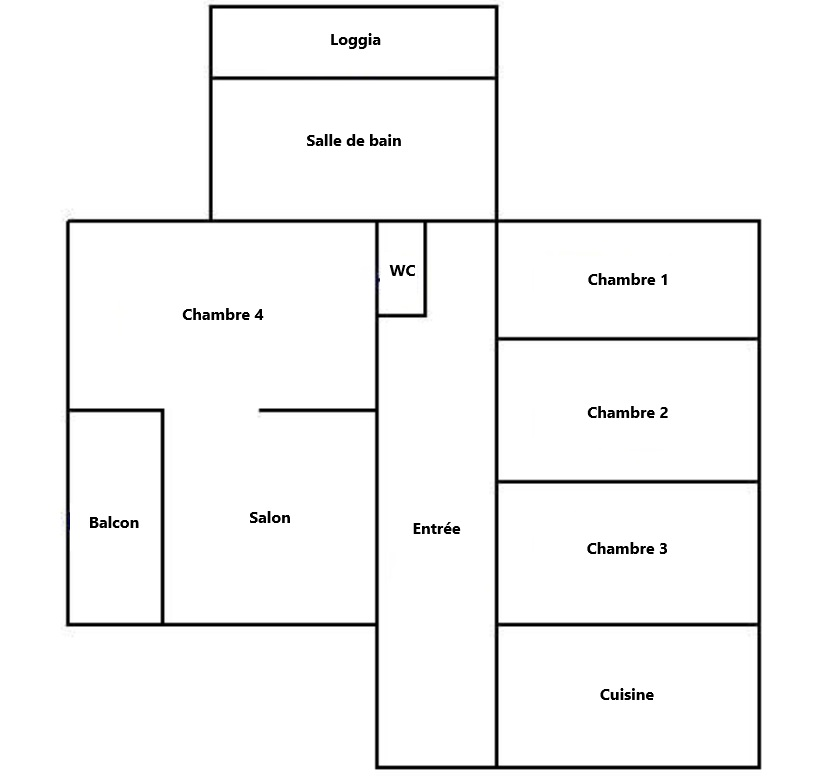 Loggia
Salle de bain
WC
Chambre 1
Chambre 4
Chambre 2
Balcon
Salon
Entrée
Chambre 3
Cuisine